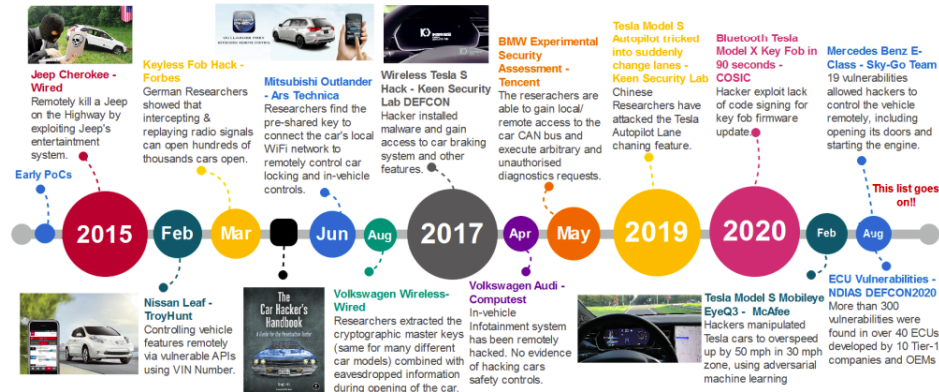 Jeep Cherokee -
Wired
Remotely kill a Jeep
on the Highway by
exploiting Jeep's
entertaintment
system.
Early PoCs
Keyless Fob Hack -
Forbes
German Researchers
showed that
intercepting &
replaying radio signals
can open hundreds of
thousands cars open.
Mitsubishi Outlander
- Ars Technica
Researchers find the
pre-shared key to
connect the car's local
WiFi network to
remotely control car
locking and in-vehicle
controls.
Wireless Tesla S
Hack - Keen Security
Lab DEFCON
Hacker installed
malware and gain
access to car braking
system and other
features.
BMW Experimental
Security
Assessment -
Tencent
The reserachers are
able to gain local/
remote access to the
car CAN bus and
execute arbitrary and
unauthorised
diagnostics requests.
Tesla Model S
Autopilot tricked
into suddenly
change lanes -
Keen Security Lab
Chinese
Researchers have
attacked the Tesla
Autopilot Lane
chaning feature.
Bluetooth Tesla
Model X Key Fob in
90 seconds -
COSIC
Hacker exploit lack
of code signing for
key fob firmware
update.
Mercedes Benz E-
Class - Sky-Go Team
19 vulnerabilities
allowed hackers to
control the vehicle
remotely, including
opening its doors and
starting the engine.
This list goes
on!!
2015
Feb
Mar
Jun
Aug
2017
Apr
May
2019
2020
Feb
Aug
Nissan Leaf -
TroyHunt
Controlling vehicle
features remotely
via vulnerable APIs
using VIN Number.
The
Car Hacker's
Handbook
Volkswagen Wireless-
Wired
Researchers extracted the
cryptographic master keys
(same for many different
car models) combined with
eavesdropped information
during opening of the car.
Volkswagen Audi -
Computest
In-vehicle
Infotainment system
has been remotely
hacked. No evidence
of hacking cars
safety controls.
Tesla Model S Mobileye
EyeQ3 - McAfee
Hackers manipulated
Tesla cars to overspeed
up by 50 mph in 30 mph
zone, using adversarial
machine learning
ECU Vulnerabilities -
NDIAS DEFCON2020
More than 300
vulnerabilities were
found in over 40 ECUs
developed by 10 Tier-1
companies and OEMs